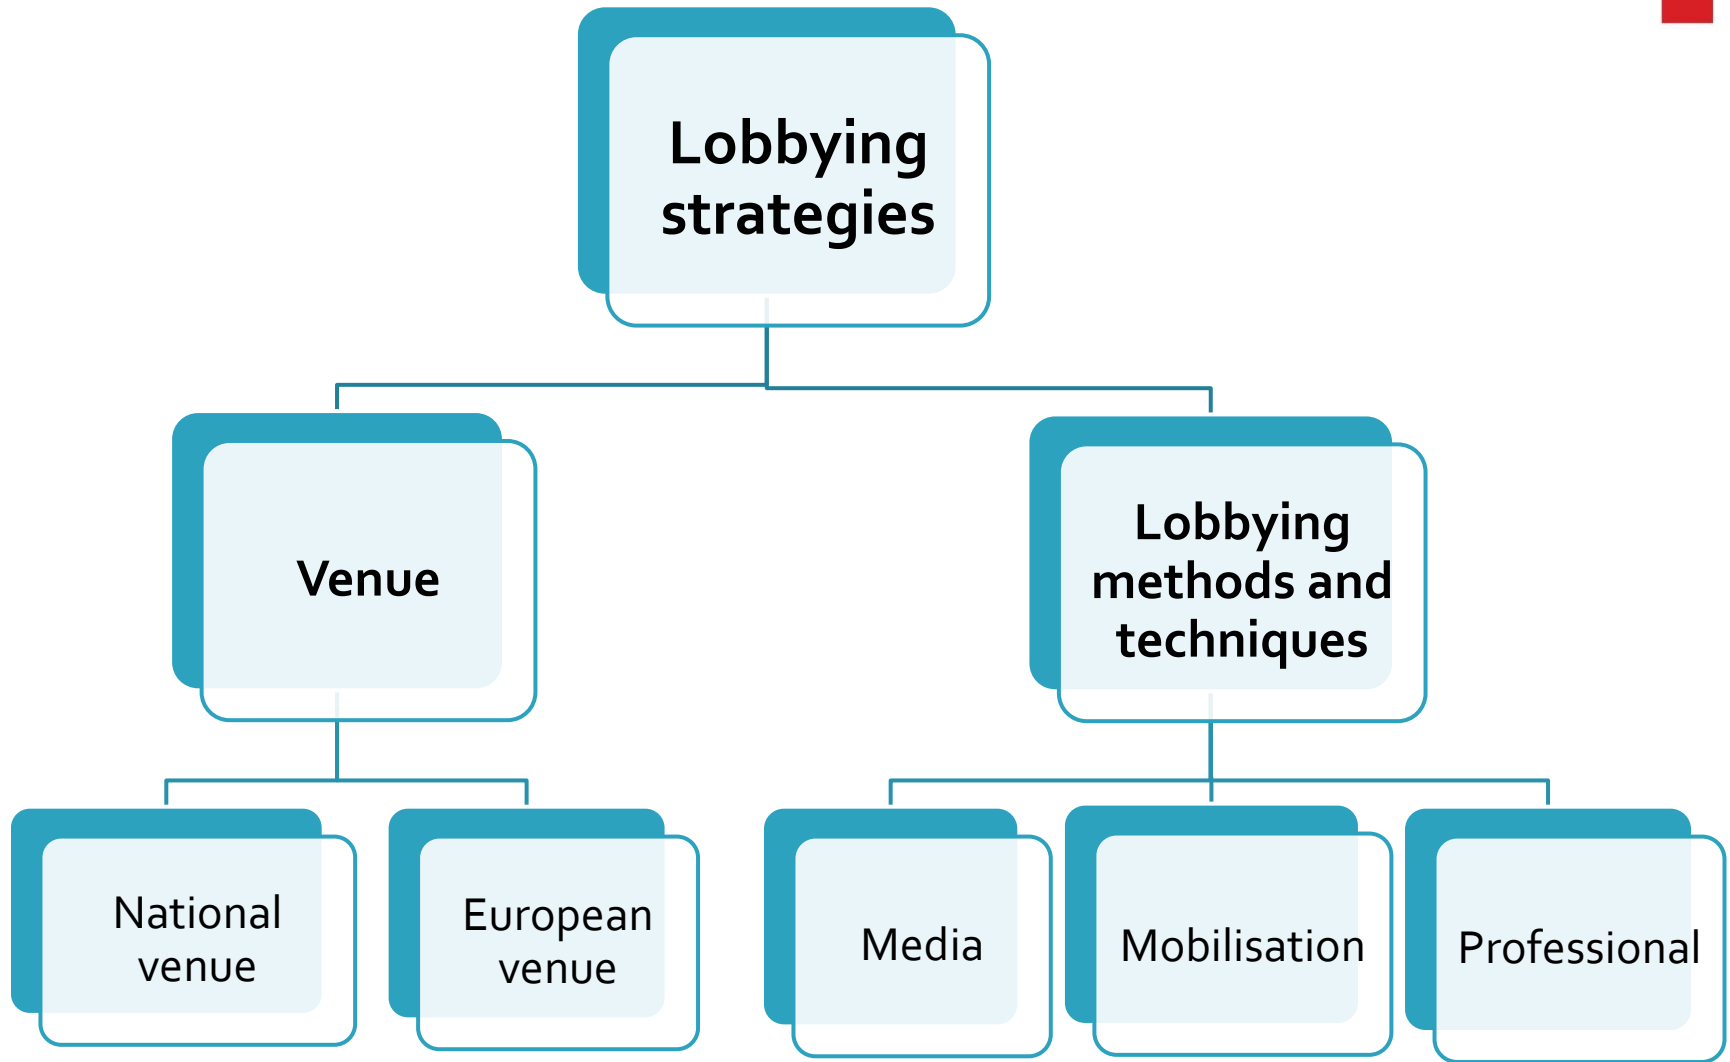 Lobbying
strategies
Venue
Lobbying
methods and
techniques
National
venue
European
venue
Media
Mobilisation
Professional